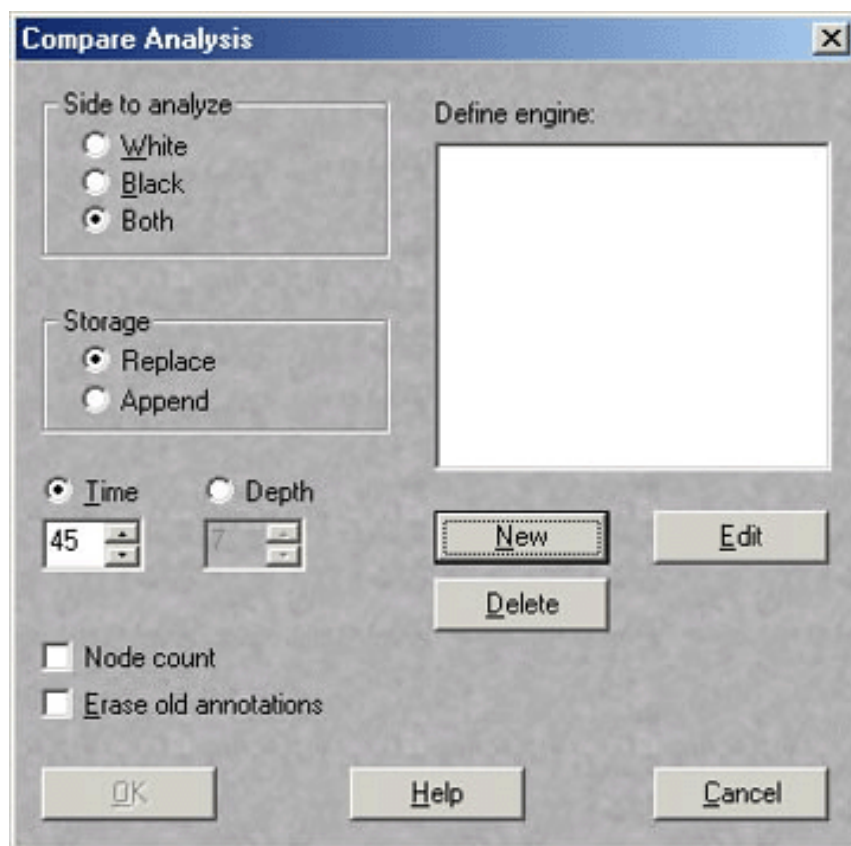 Compare Analysis
Side to analyze
White
Black
Both
Storage
Replace
Append
Time Depth
45 7
Node count
Erase old annotations
Define engine:
New Edit
Delete
OK Help Cancel